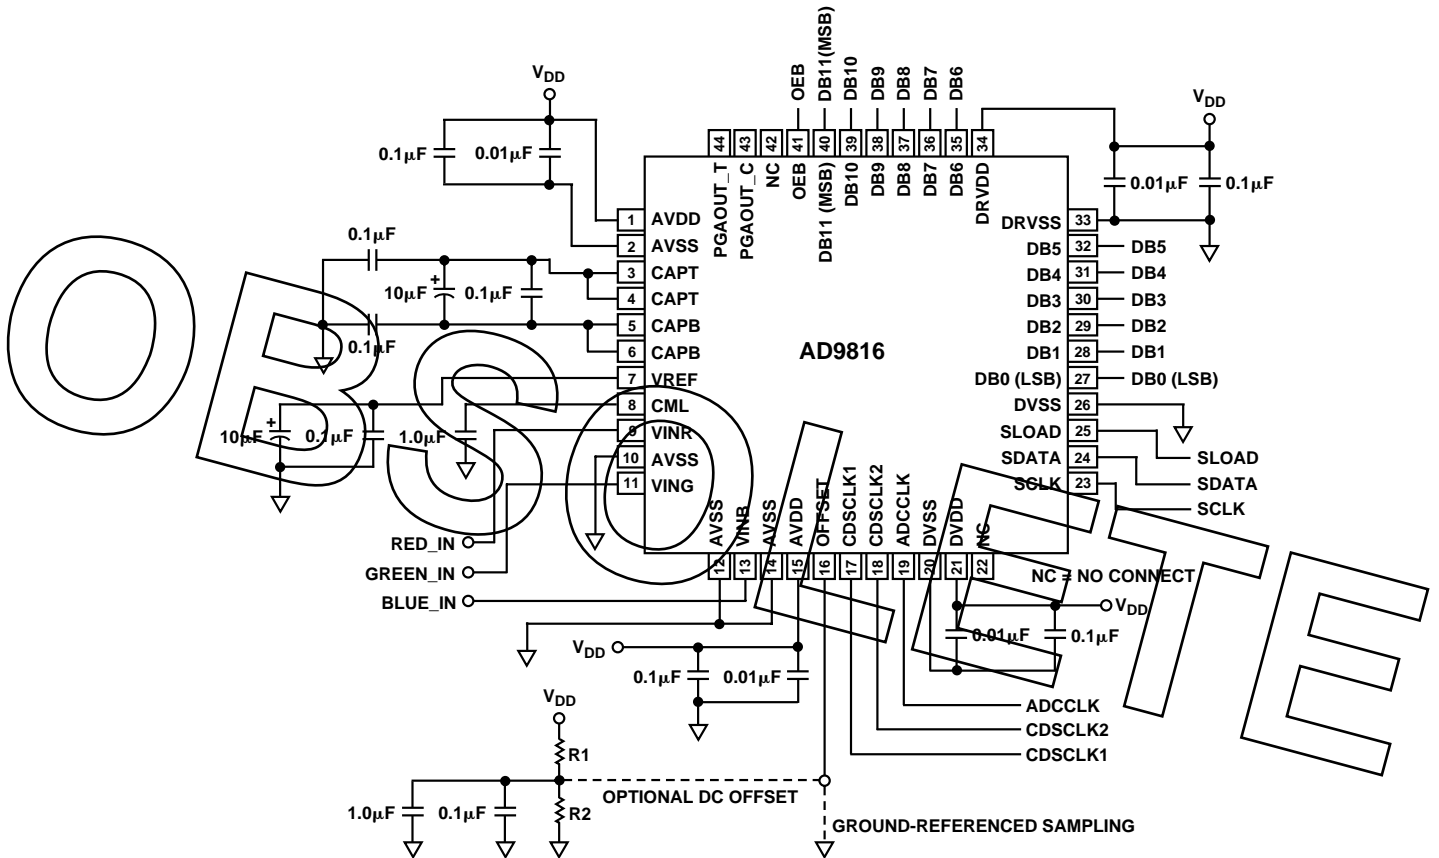 VDD
0.1µF
0.01µF
OEB
DB11(MSB)
DB10
DB9
DB8
DB7
DB6
VDD
0.01µF
0.1µF
44
43
42
41
40
39
38
37
36
35
34
PGAOUT_T
PGAOUT_C
NC
OEB
DB11 (MSB)
DB10
DB9
DB8
DB7
DB6
DRVDD
1 AVDD
2 AVSS
3 CAPT
4 CAPT
5 CAPB
6 CAPB
7 VREF
8 CML
9 VINR
10 AVSS
11 VING
0.1µF
+
10µF
0.1µF
0.1µF
+
10µF
0.1µF
1.0µF
AD9816
DRVSS 33
DB5 32 DB5
DB4 31 DB4
DB3 30 DB3
DB2 29 DB2
DB1 28 DB1
DB0 (LSB) 27 DB0 (LSB)
DVSS 26
SLOAD 25
SDATA 24
SCLK 23
SLOAD
SDATA
SCLK
AVSS
VINB
AVSS
AVDD
OFFSET
CDSCLK1
CDSCLK2
ADCCLK
DVSS
DVDD
NC
12
13
14
15
16
17
18
19
20
21
22
RED_IN
GREEN_IN
BLUE_IN
NC = NO CONNECT
VDD
0.01µF
0.1µF
VDD
0.1µF
0.01µF
ADCCLK
CDSCLK2
CDSCLK1
VDD
R1
R2
1.0µF
0.1µF
OPTIONAL DC OFFSET
GROUND-REFERENCED SAMPLING
OBSOLETE